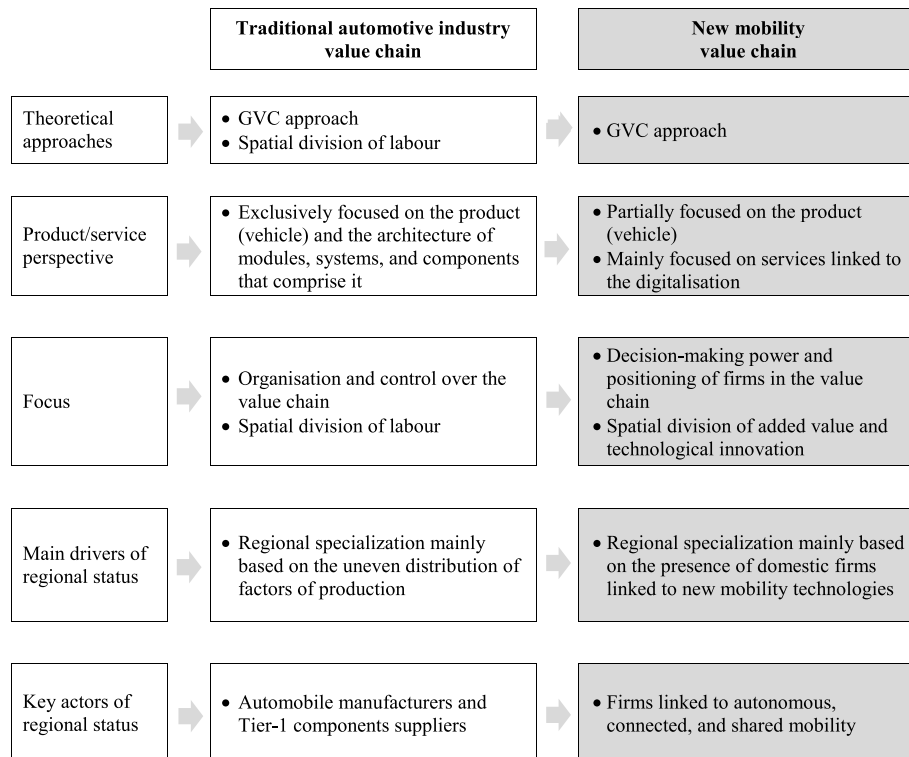 Traditional automotive industry
value chain
New mobility
value chain
Theoretical
approaches
• GVC approach
• Spatial division of labour
• GVC approach
Product/service
perspective
• Exclusively focused on the product
(vehicle) and the architecture of
modules, systems, and components
that comprise it
• Partially focused on the product
(vehicle)
• Mainly focused on services linked to
the digitalisation
Focus
• Organisation and control over the
value chain
• Spatial division of labour
• Decision-making power and
positioning of firms in the value
chain
• Spatial division of added value and
technological innovation
Main drivers of
regional status
• Regional specialization mainly
based on the uneven distribution of
factors of production
• Regional specialization mainly based
on the presence of domestic firms
linked to new mobility technologies
Key actors of
regional status
• Automobile manufacturers and
Tier-1 components suppliers
• Firms linked to autonomous,
connected, and shared mobility